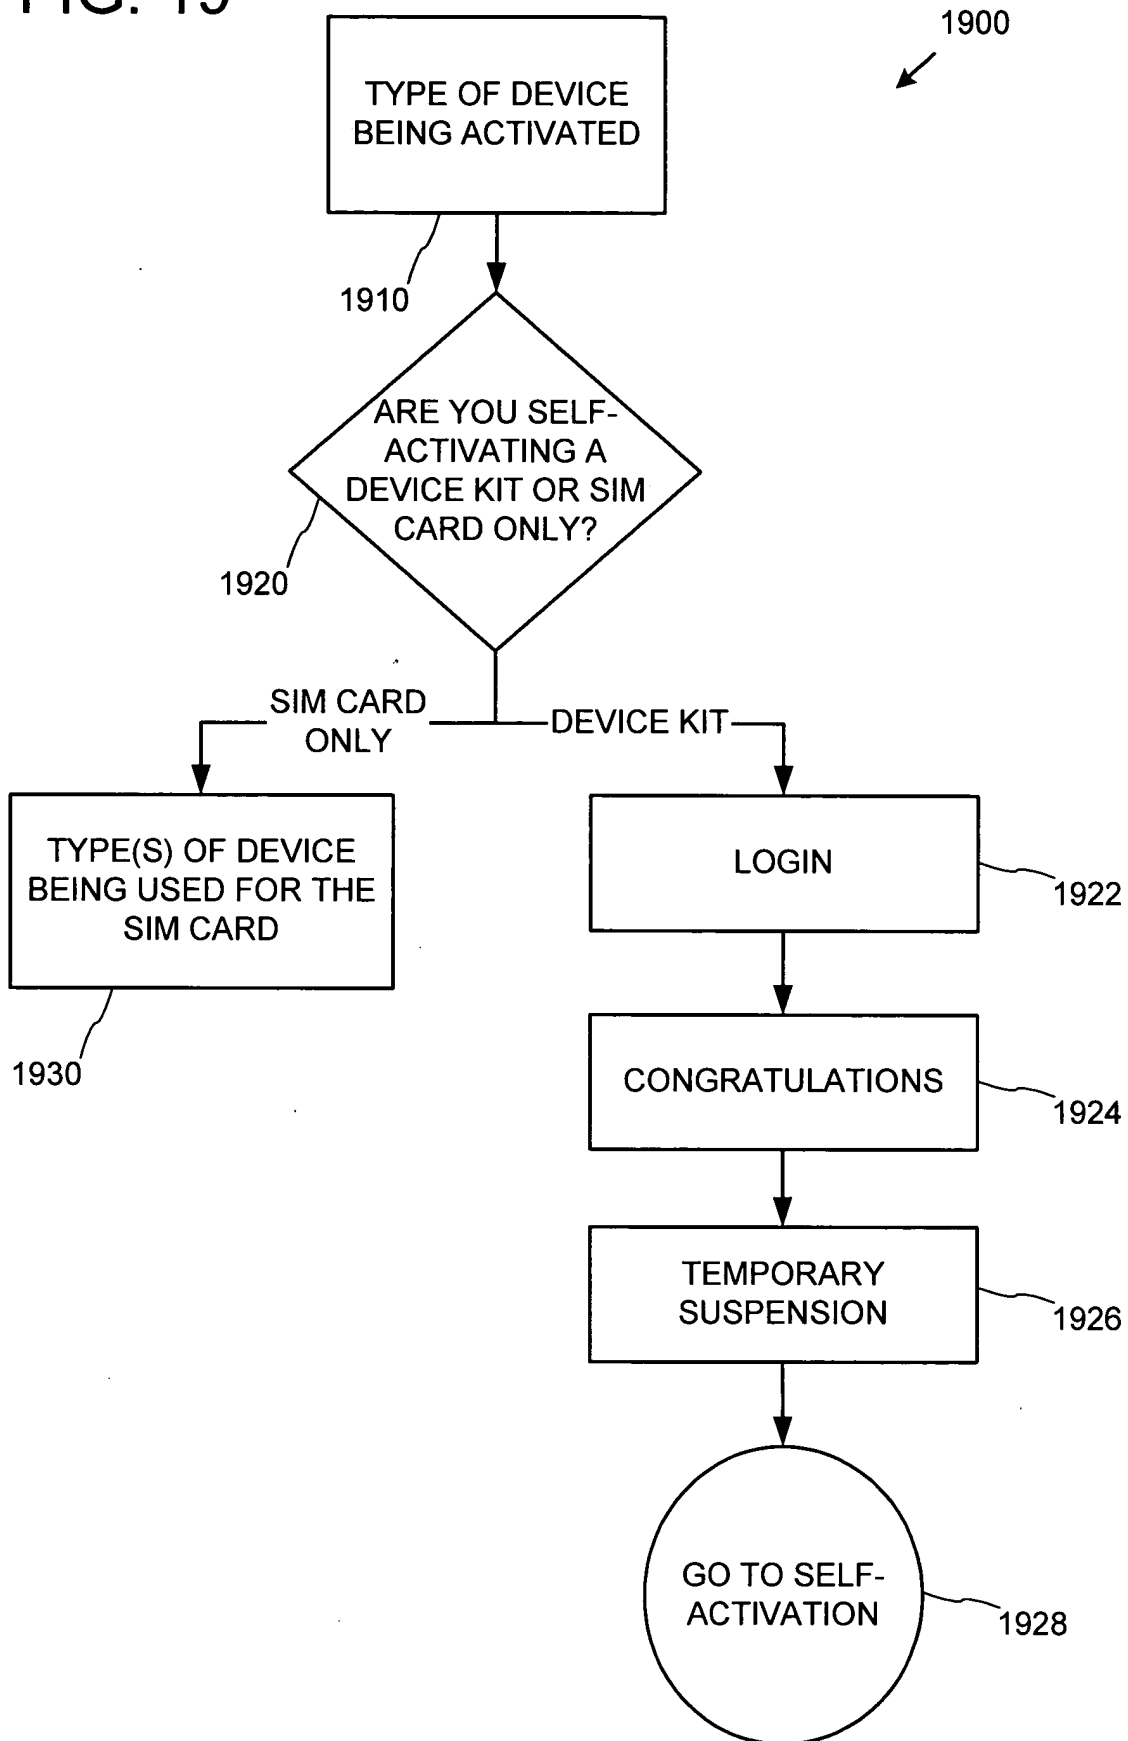 FIG. 19
1900
TYPE OF DEVICE
BEING ACTIVATED
1910
ARE YOU SELF-
ACTIVATING A
DEVICE KIT OR SIM
CARD ONLY?
1920
SIM CARD
ONLY
DEVICE KIT
TYPE(S) OF DEVICE
BEING USED FOR THE
SIM CARD
1930
LOGIN
1922
CONGRATULATIONS
1924
TEMPORARY
SUSPENSION
1926
GO TO SELF-
ACTIVATION
1928